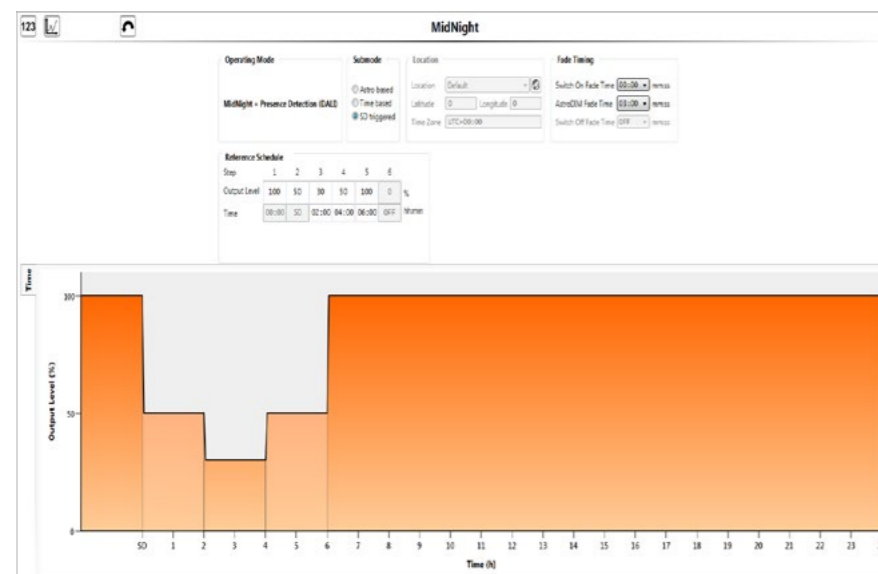 123
MidNight
Operating Mode
MidNight + Presence Detection (DALI)
Submode
Astro based
Time based
SD triggered
Location
Location Default
Latitude 0 Longitude 0
Time Zone UTC+00:00
Fade Timing
Switch On Fade Time 00:00 mm:ss
AstroDIM Fade Time 03:00 mm:ss
Switch Off Fade Time OFF mm:ss
Reference Schedule
Step 1 2 3 4 5 6
Output Level 100 50 30 50 100 0 %
Time 00:00 SD 02:00 04:00 06:00 OFF hh:mm
Time
Output Level (%)
100
50
0
SD 1 2 3 4 5 6 7 8 9 10 11 12 13 14 15 16 17 18 19 20 21 22 23
Time (h)